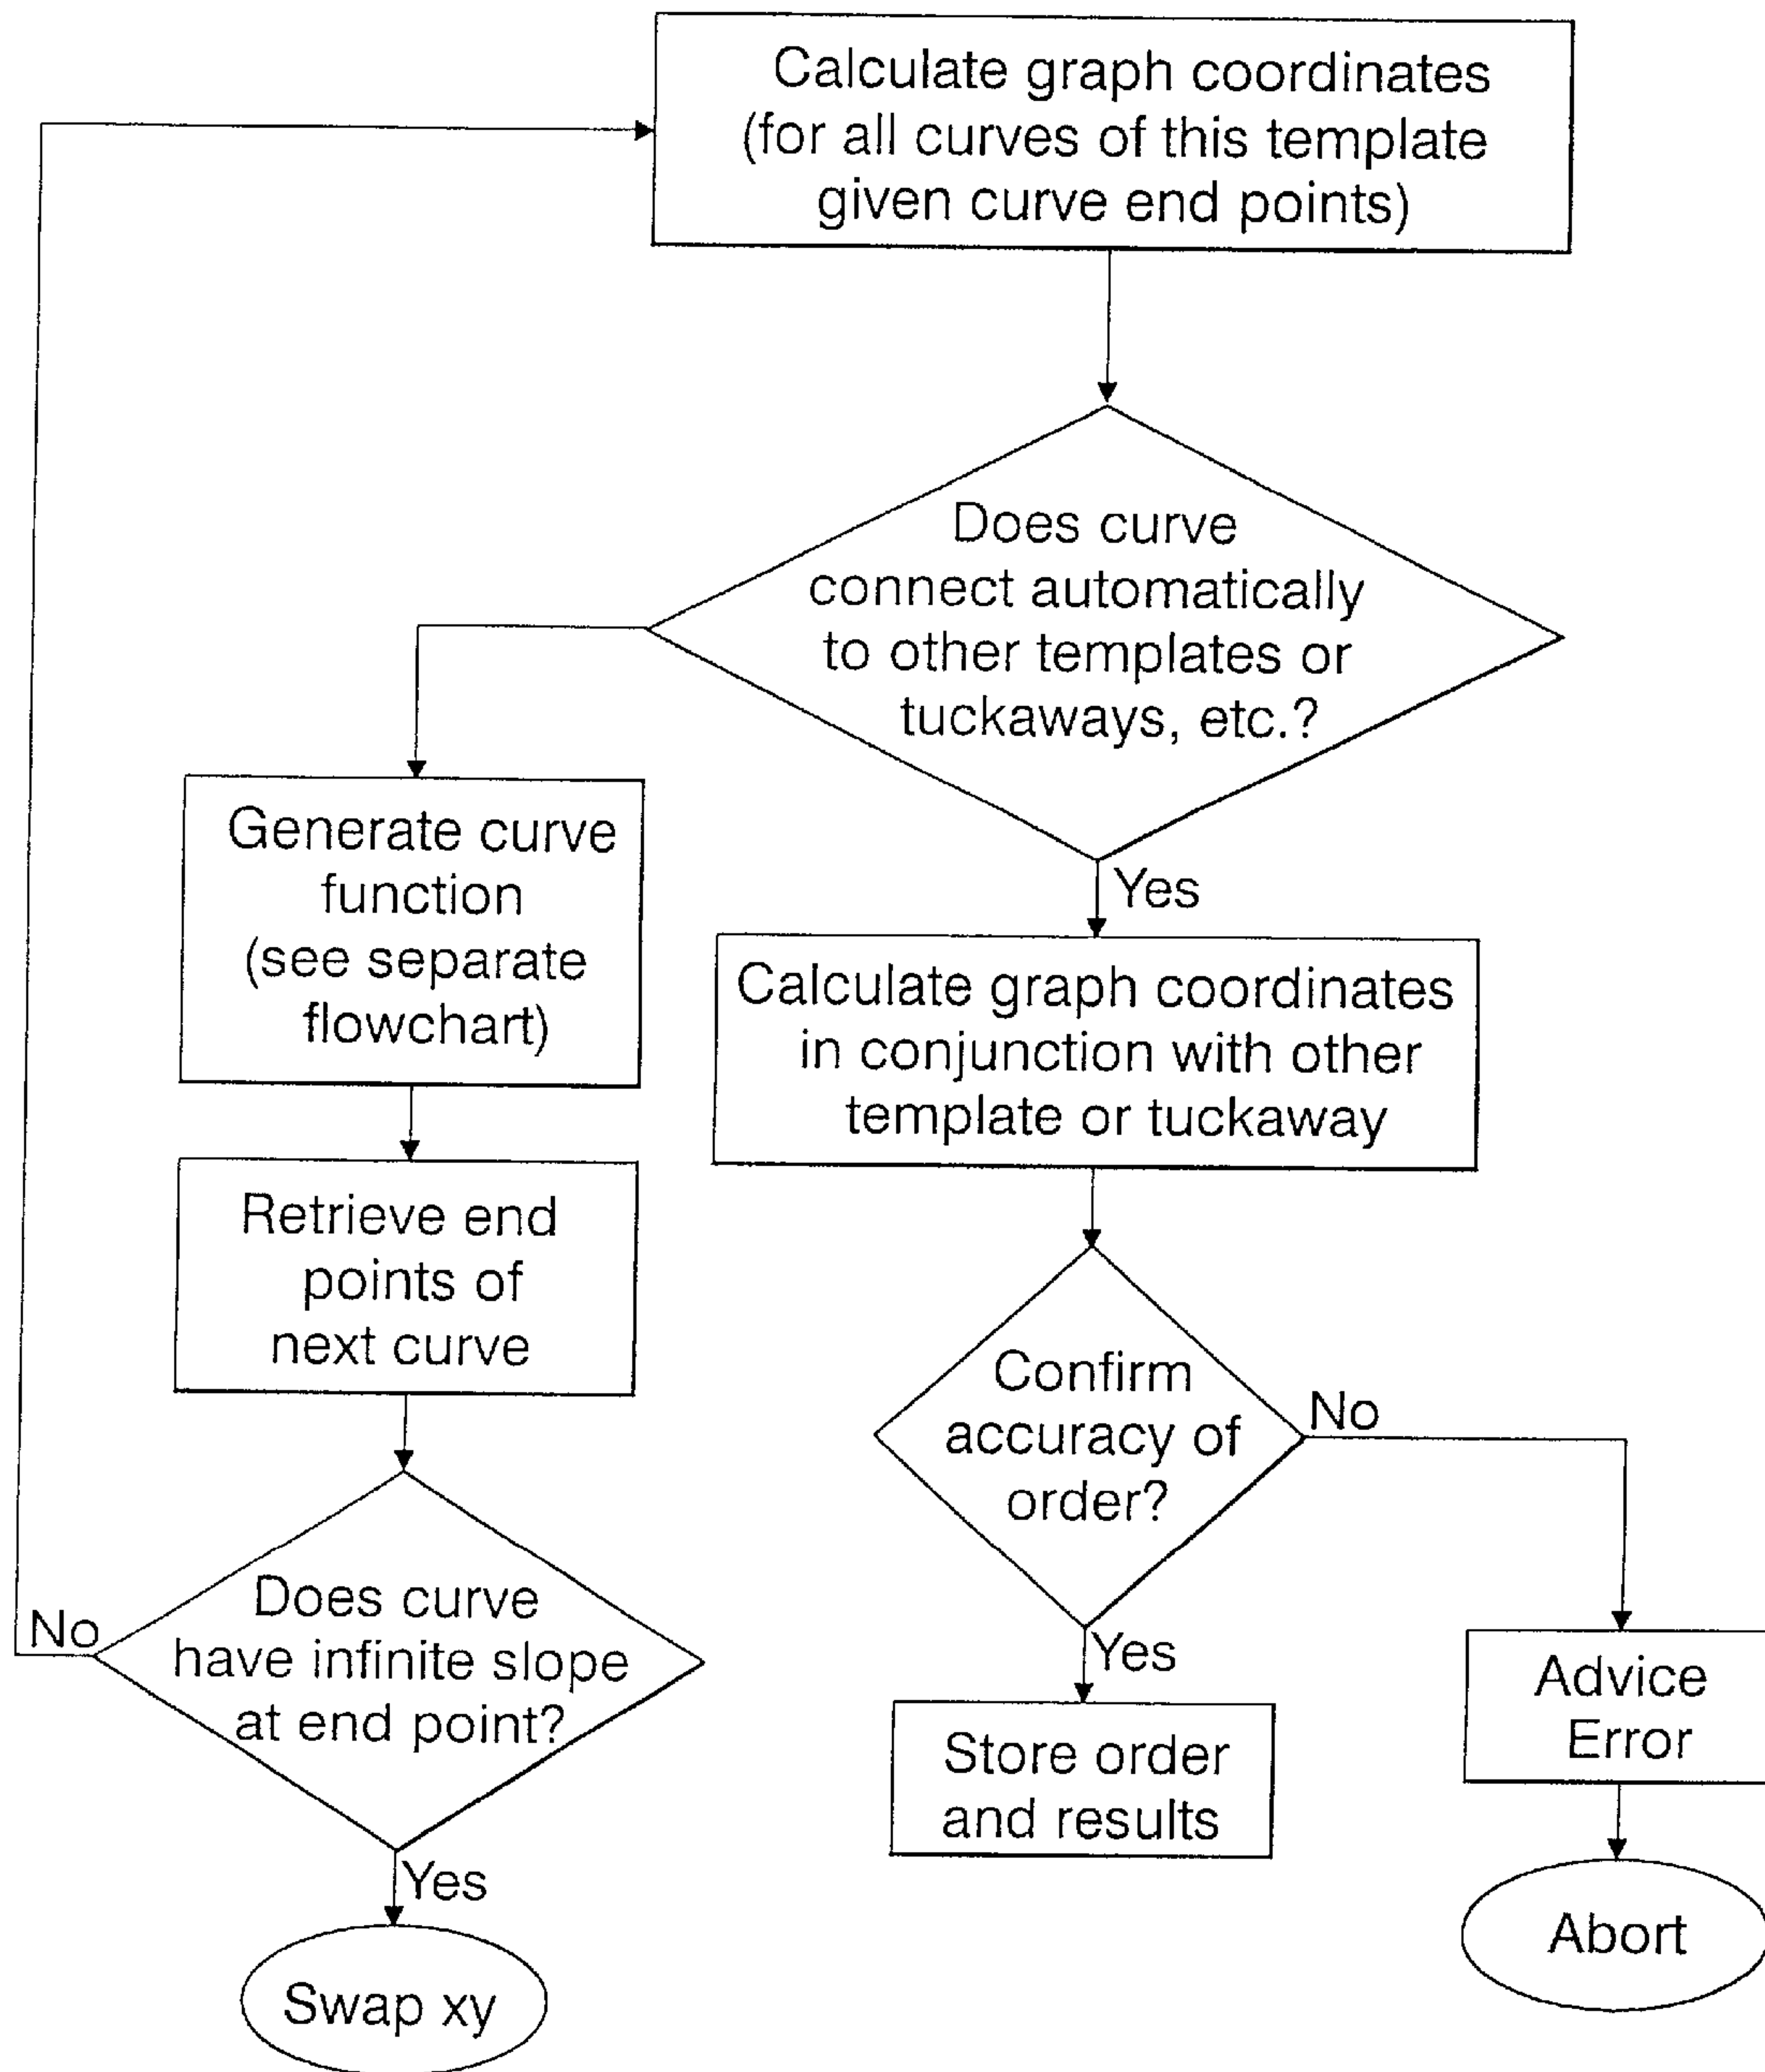 Calculate graph coordinates
(for all curves of this template
given curve end points)
Does curve
connect automatically
to other templates or
tuckaways, etc.?
Generate curve
function
(see separate
flowchart)
Yes
Calculate graph coordinates
in conjunction with other
template or tuckaway
Retrieve end
points of
next curve
Confirm
accuracy of
order?
No
Does curve
have infinite slope
at end point?
No
Yes
Advice
Error
Store order
and results
Yes
Swap xy
Abort